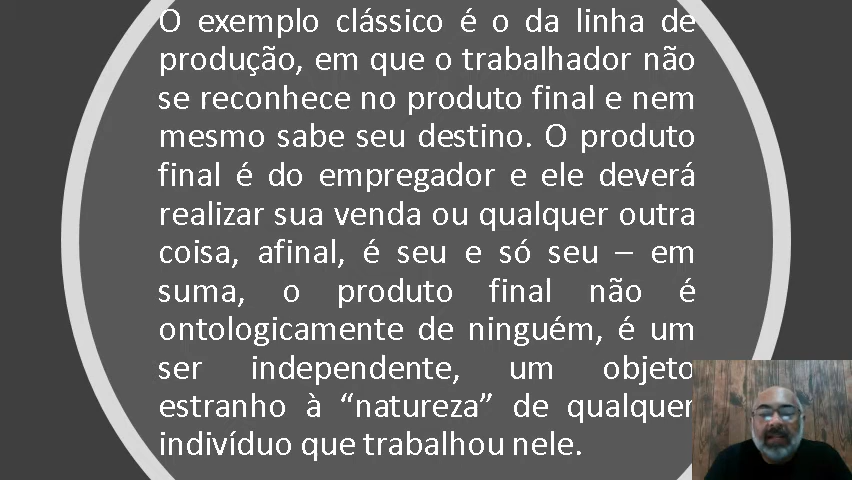 O exemplo clássico é o da linha de
produção, em que o trabalhador não
se reconhece no produto final e nem
mesmo sabe seu destino. O produto
final é do empregador e ele deverá
realizar sua venda ou qualquer outra
coisa, afinal, é seu e só seu – em
suma, o produto final não é
ontologicamente de ninguém, é um
ser independente, um objeto
estranho à “natureza” de qualquer
indivíduo que trabalhou nele.